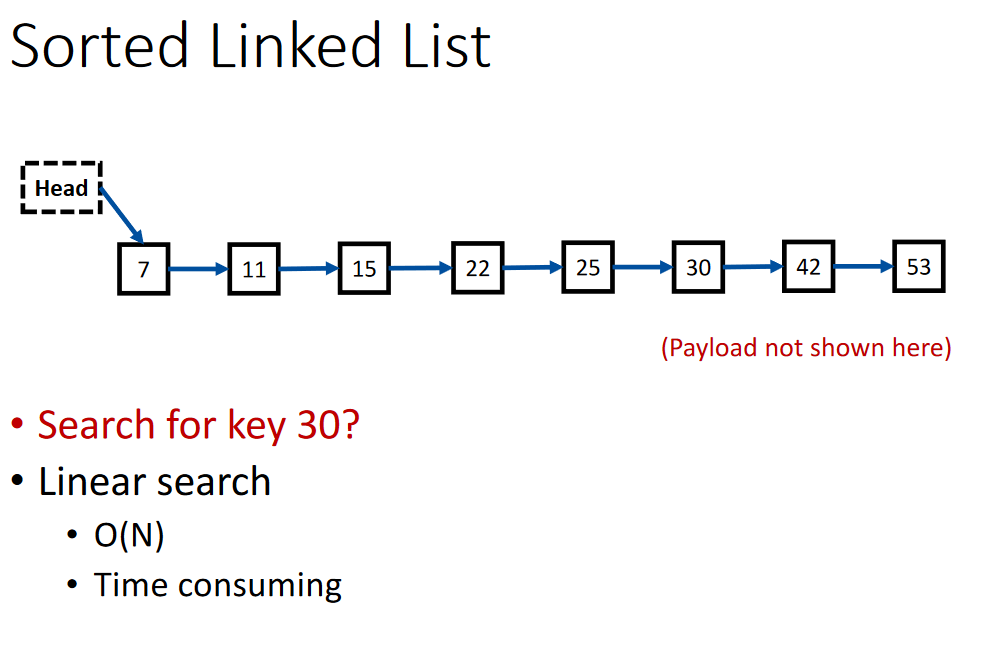 Sorted Linked List
Head
7 11 15 22 25 30 42 53
(Payload not shown here)
• Search for key 30?
• Linear search
• O(N)
• Time consuming